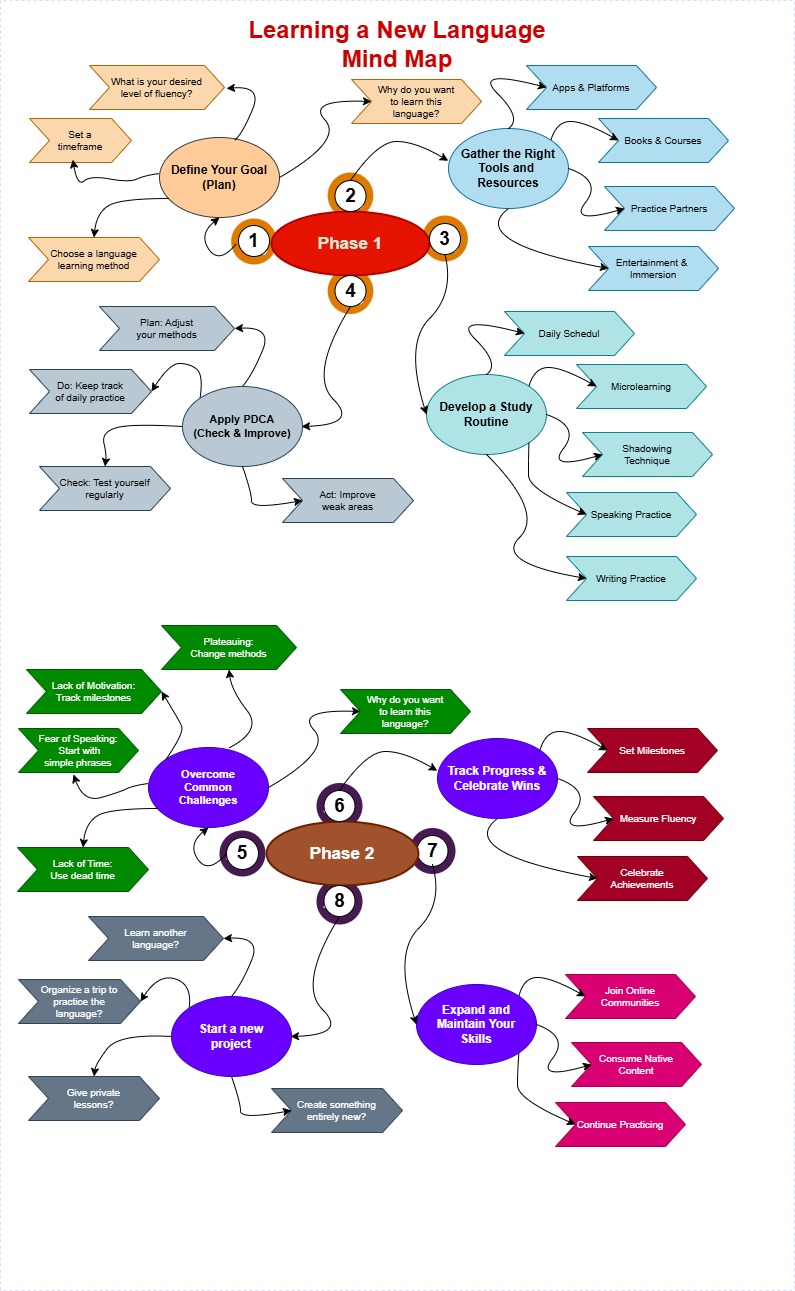 Learning a New Language
Mind Map
What is your desired
level of fluency?
Why do you want
to learn this
language?
Set a
timeframe
Define Your Goal
(Plan)
Choose a language
learning method
1
2
Phase 1
3
4
Gather the Right
Tools and
Resources
Apps & Platforms
Books & Courses
Practice Partners
Entertainment &
Immersion
Plan: Adjust
your methods
Do: Keep track
of daily practice
Apply PDCA
(Check & Improve)
Check: Test yourself
regularly
Act: Improve
weak areas
Develop a Study
Routine
Daily Schedul
Microlearning
Shadowing
Technique
Speaking Practice
Writing Practice
Plateauing:
Change methods
Lack of Motivation:
Track milestones
Why do you want
to learn this
language?
Fear of Speaking:
Start with
simple phrases
Overcome
Common
Challenges
Lack of Time:
Use dead time
5
6
Phase 2
7
8
Track Progress &
Celebrate Wins
Set Milestones
Measure Fluency
Celebrate
Achievements
Learn another
language?
Organize a trip to
practice the
language?
Start a new
project
Give private
lessons?
Create something
entirely new?
Expand and
Maintain Your
Skills
Join Online
Communities
Consume Native
Content
Continue Practicing